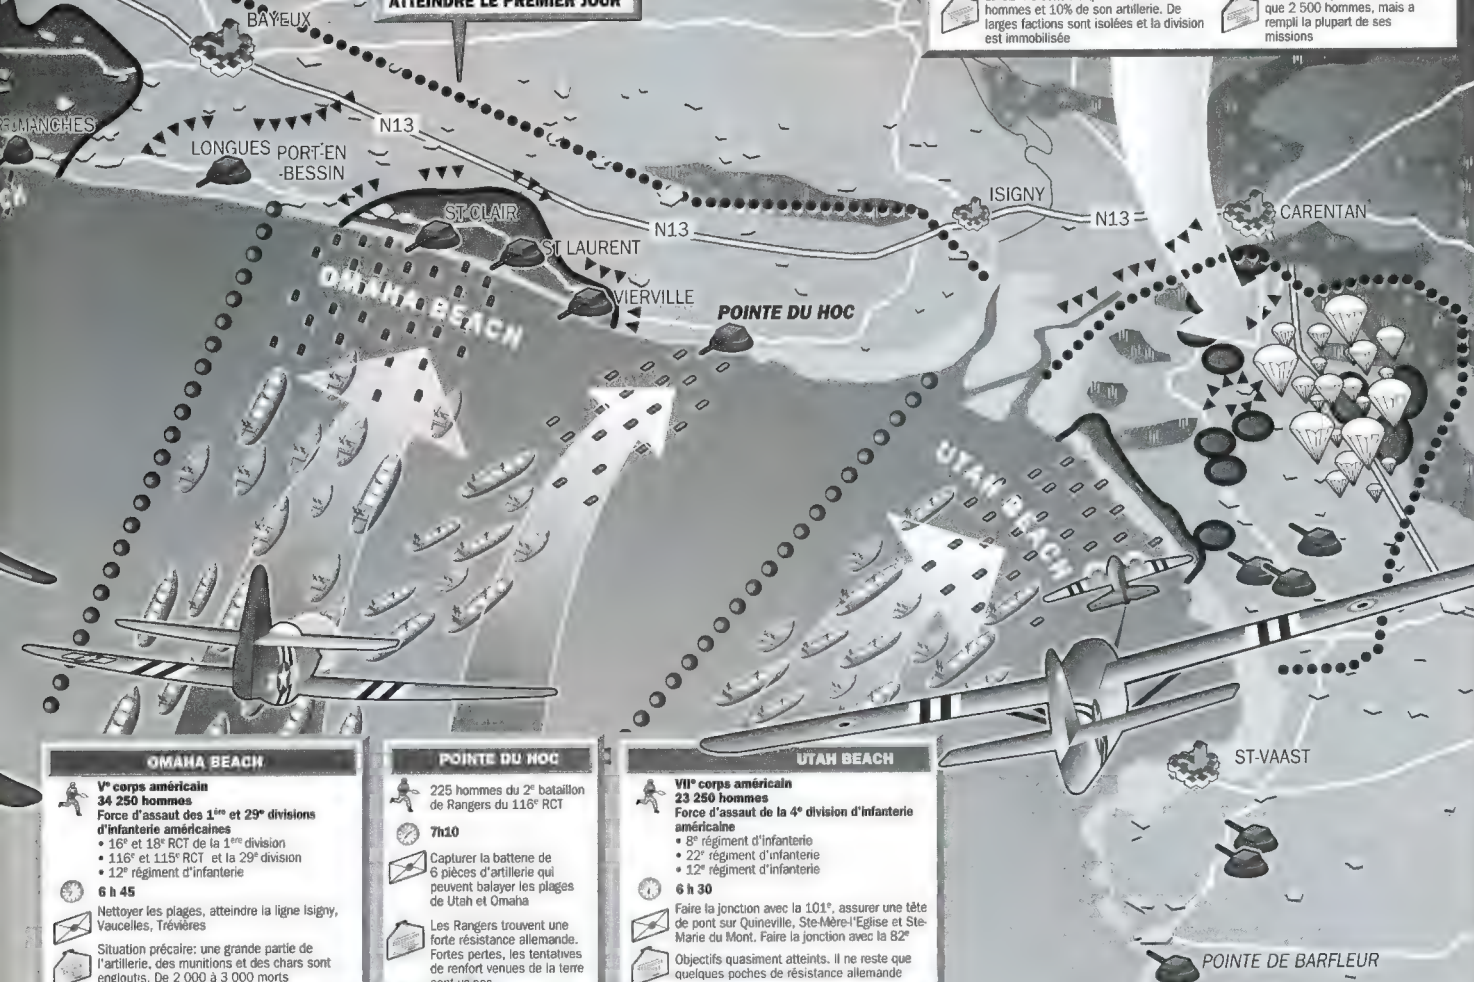 ATTEINDRE LE PREMIER JOUR
hommes et 10% de son artillerie. De
larges factions sont isolées et la division
est immobilisée
que 2 500 hommes, mais a
rempli la plupart de ses
missions
BAYEUX
N13
LONGUES
PORT-EN
-BESSIN
ST CLAIR
ST LAURENT
VIERVILLE
N13
ISIGNY
N13
CARENTAN
OMAHA BEACH
POINTE DU HOC
UTAH BEACH
ST-VAAST
POINTE DE BARFLEUR
OMAHA BEACH
Ve corps américain
34 250 hommes
Force d'assaut des 1ère et 29e divisions
d'infanterie américaines
• 16e et 18e RCT de la 1ere division
• 116e et 115e RCT et la 29e division
• 12e régiment d'infanterie
6 h 45
Nettoyer les plages, atteindre la ligne Isigny,
Vaucelles, Trévières
Situation précaire: une grande partie de
l'artillerie, des munitions et des chars sont
engloutis. De 2 000 à 3 000 morts
POINTE DU HOC
225 hommes du 2e bataillon
de Rangers du 116e RCT
7h10
Capturer la batterie de
6 pièces d'artillerie qui
peuvent balayer les plages
de Utah et Omaha
Les Rangers trouvent une
forte résistance allemande.
Fortes pertes, les tentatives
de renfort venues de la terre
UTAH BEACH
VIIe corps américain
23 250 hommes
Force d'assaut de la 4e division d'infanterie
américaine
• 8e régiment d'infanterie
• 22e régiment d'infanterie
• 12e régiment d'infanterie
6 h 30
Faire la jonction avec la 101e, assurer une tête
de pont sur Quineville, Ste-Mère-l'Eglise et Ste-
Marie du Mont. Faire la jonction avec la 82e
Objectifs quasiment atteints. Il ne reste que
quelques poches de résistance allemande